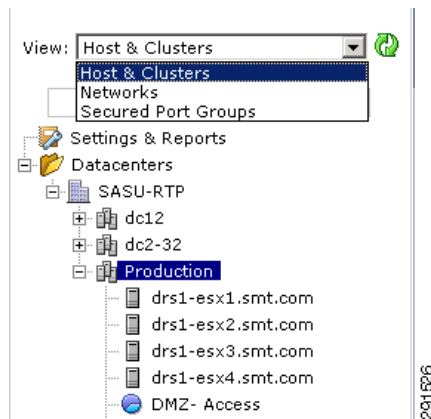 View: Host & Clusters
Host & Clusters
Networks
Secured Port Groups
Settings & Reports
Datacenters
SASU-RTP
dc12
dc2-32
Production
drs1-esx1.smt.com
drs1-esx2.smt.com
drs1-esx3.smt.com
drs1-esx4.smt.com
DMZ- Access
291626